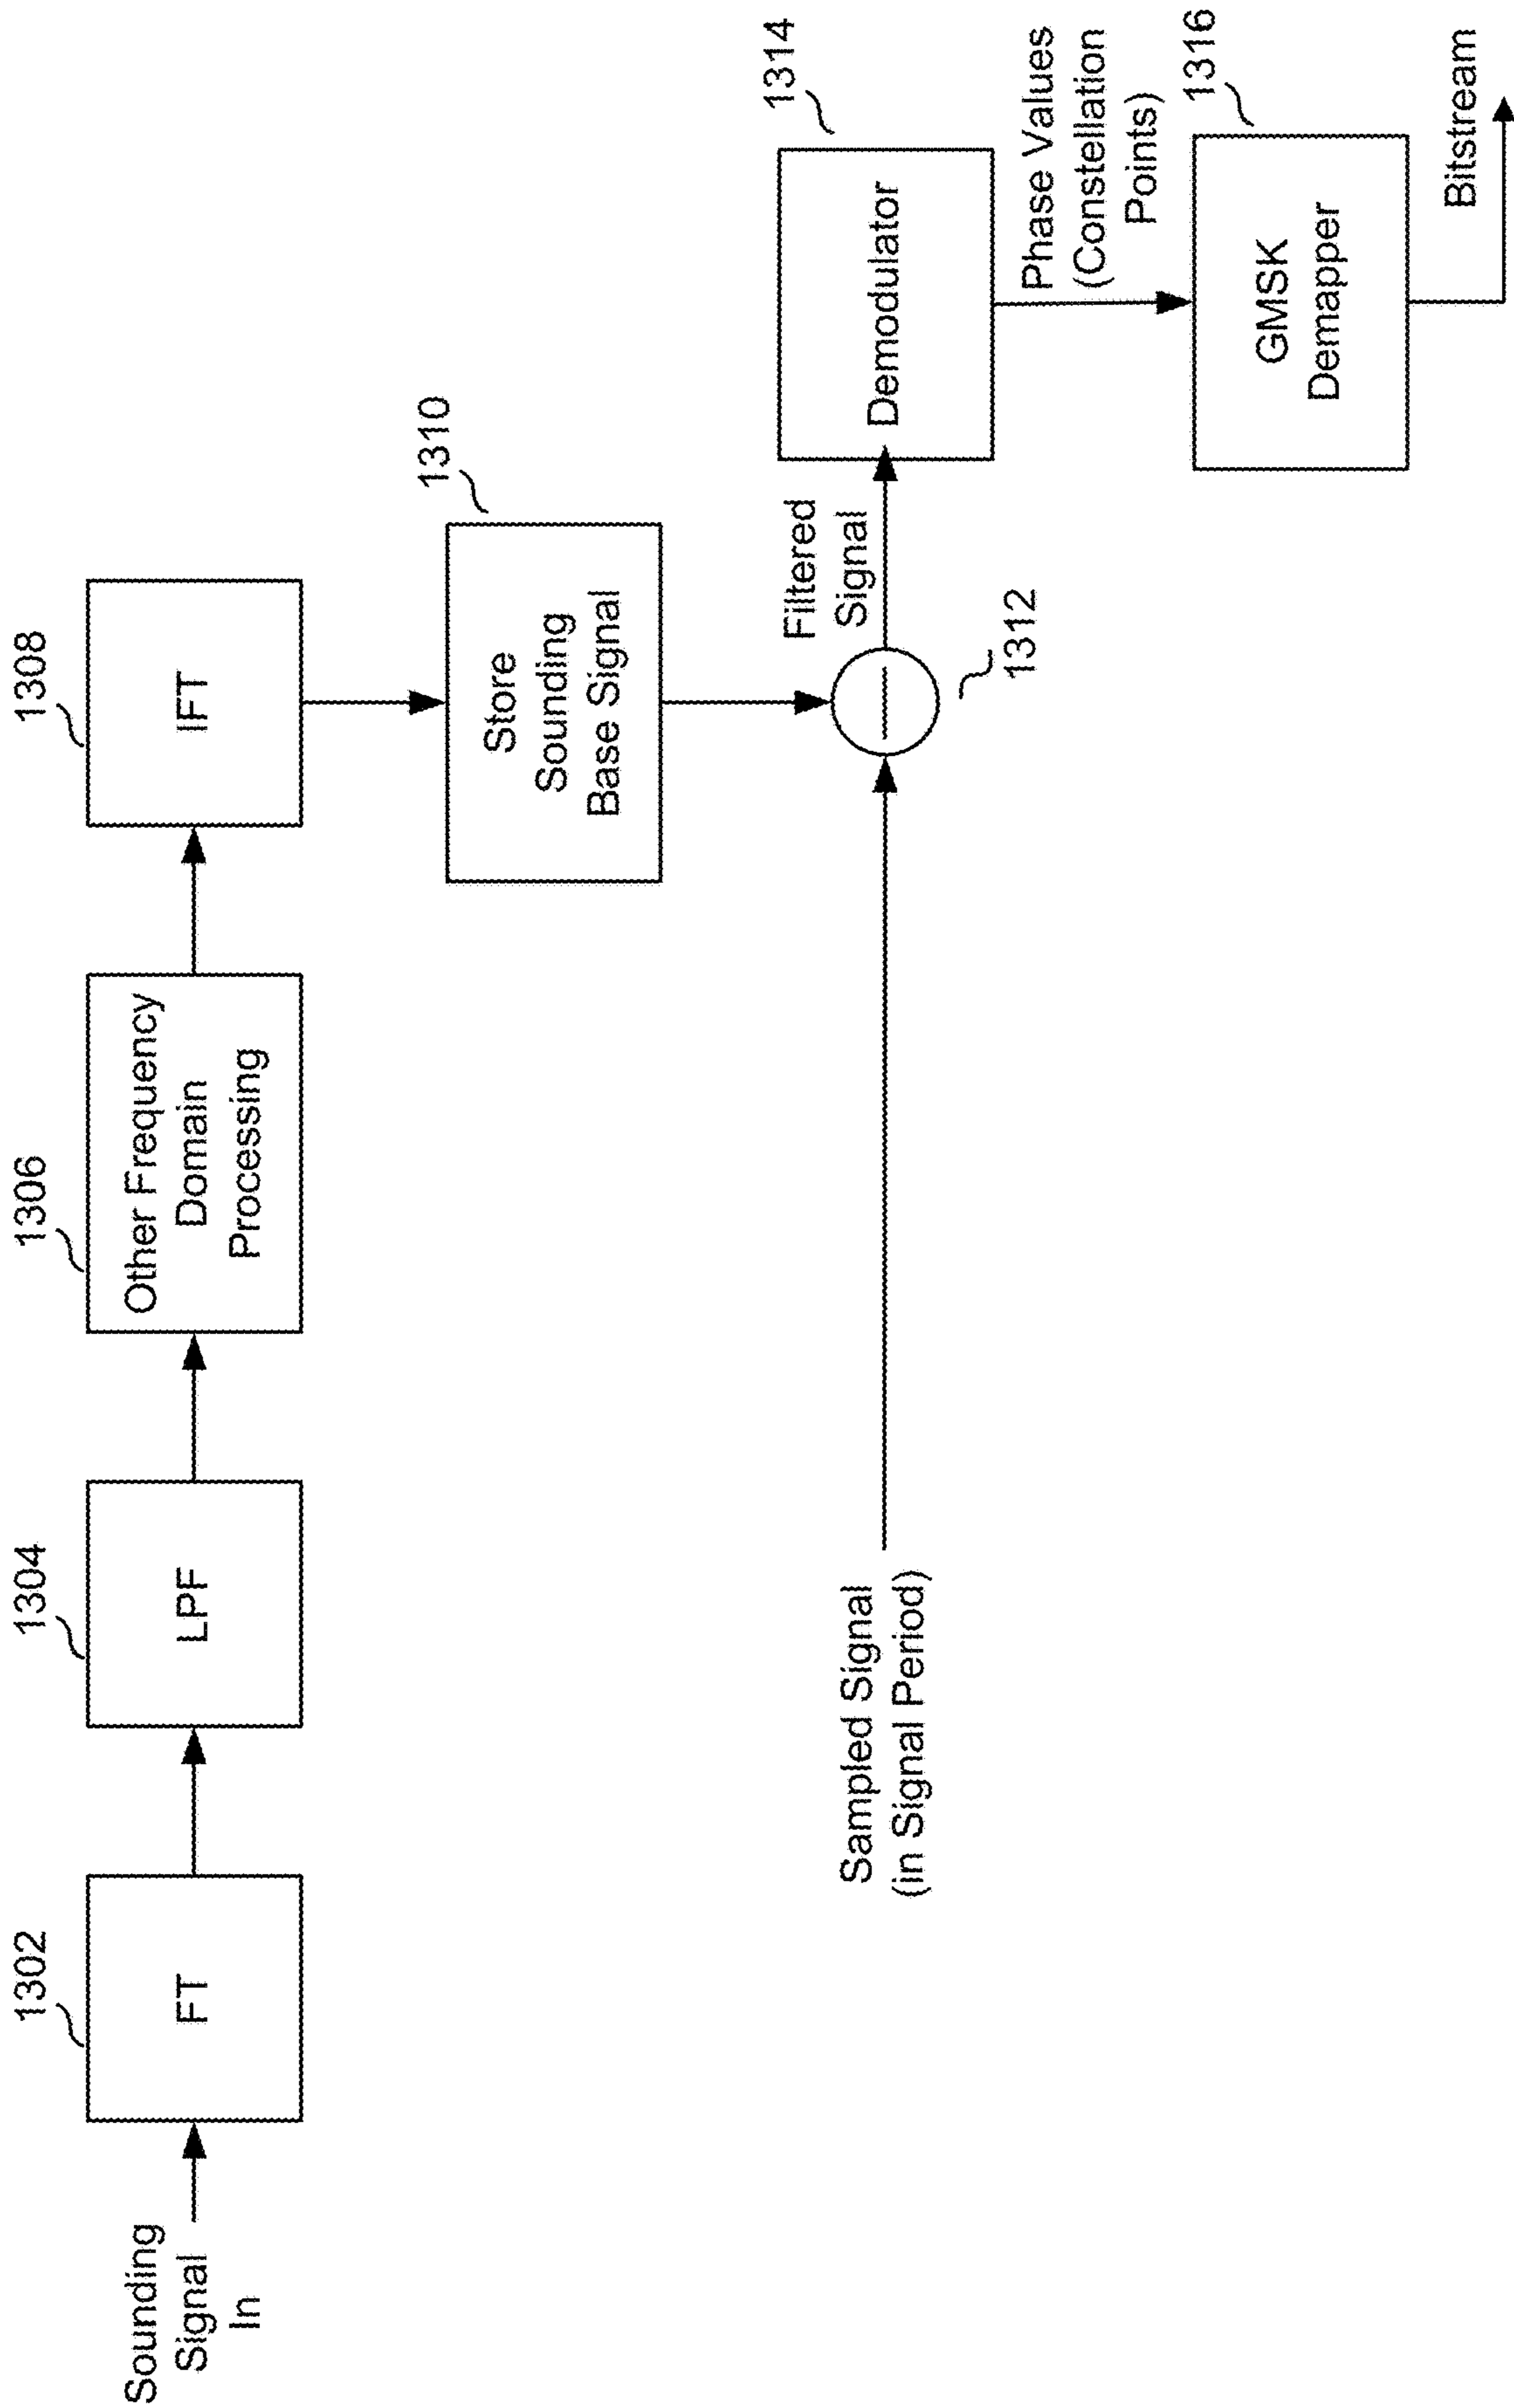 1302
1304
1306
1308
Sounding
Signal
In
FT
LPF
Other Frequency
Domain
Processing
IFT
1310
Store
Sounding
Base Signal
1314
Sampled Signal
(in Signal Period)
Filtered
Signal
1312
Demodulator
Phase Values
(Constellation
Points)
1316
GMSK
Demapper
Bitstream